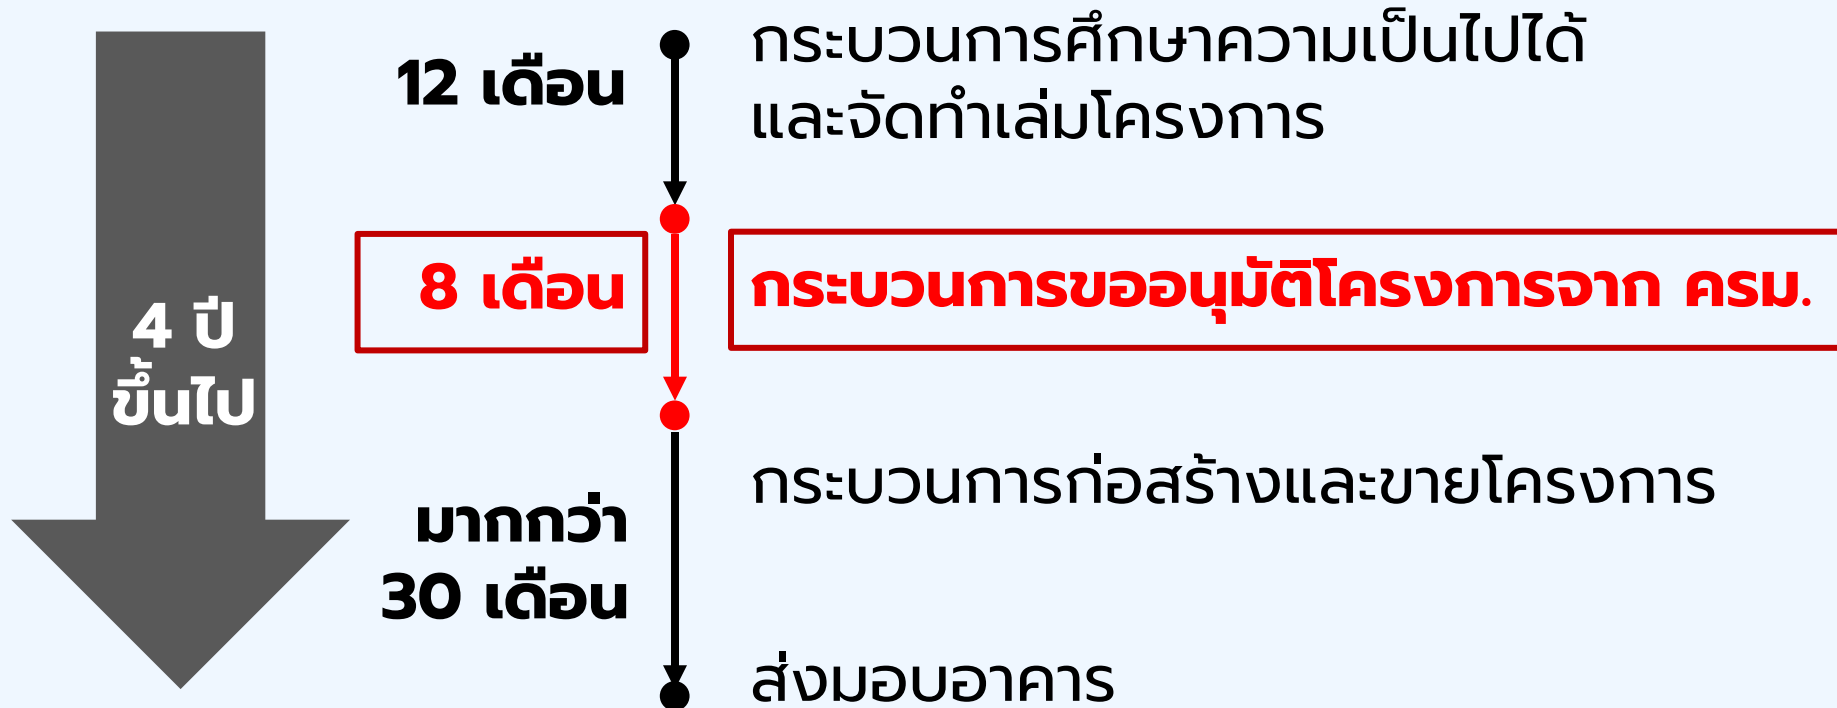 4 ปี
ขึ้นไป
12 เดือน
กระบวนการศึกษาความเป็นไปได้
และจัดทำเล่มโครงการ
8 เดือน
กระบวนการขออนุมัติโครงการจาก ครม.
มากกว่า
30 เดือน
กระบวนการก่อสร้างและขายโครงการ
ส่งมอบอาคาร